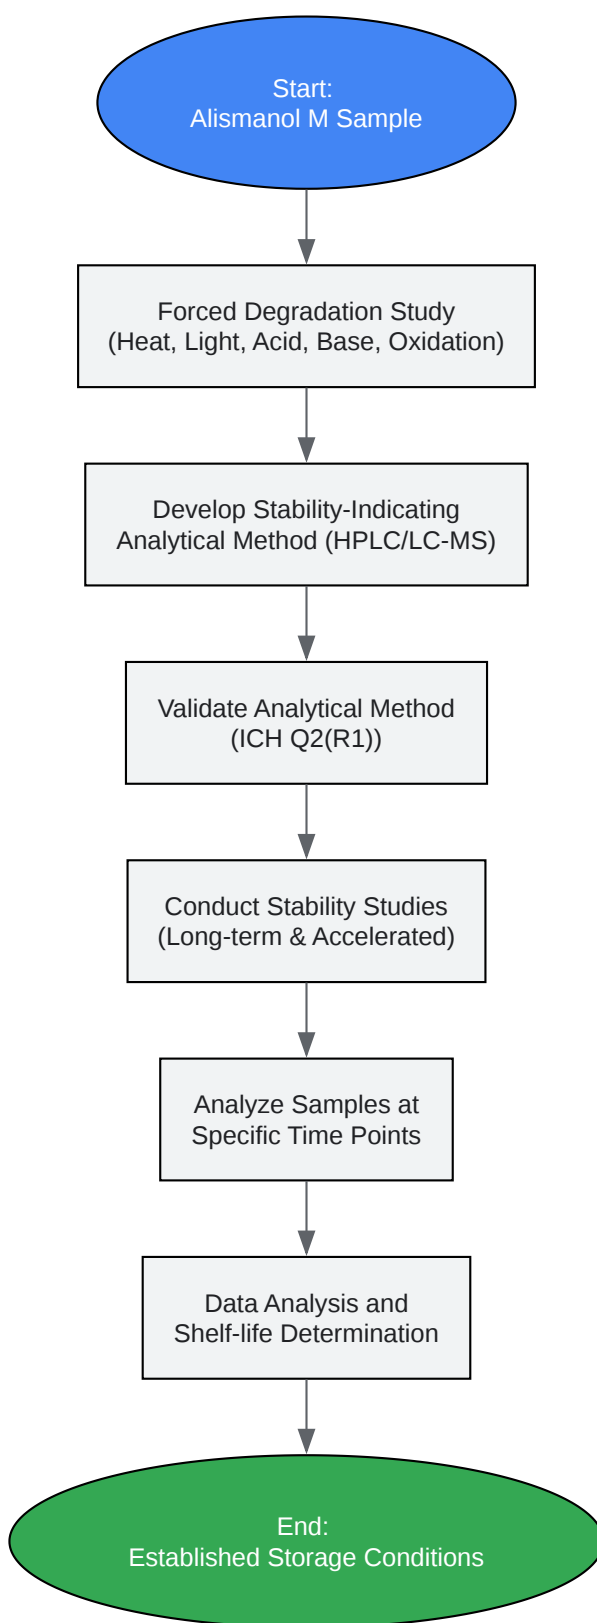 Start:
Alismanol M Sample
Forced Degradation Study
(Heat, Light, Acid, Base, Oxidation)
Develop Stability-Indicating
Analytical Method (HPLC/LC-MS)
Validate Analytical Method
(ICH Q2(R1))
Conduct Stability Studies
(Long-term & Accelerated)
Analyze Samples at
Specific Time Points
Data Analysis and
Shelf-life Determination
End:
Established Storage Conditions